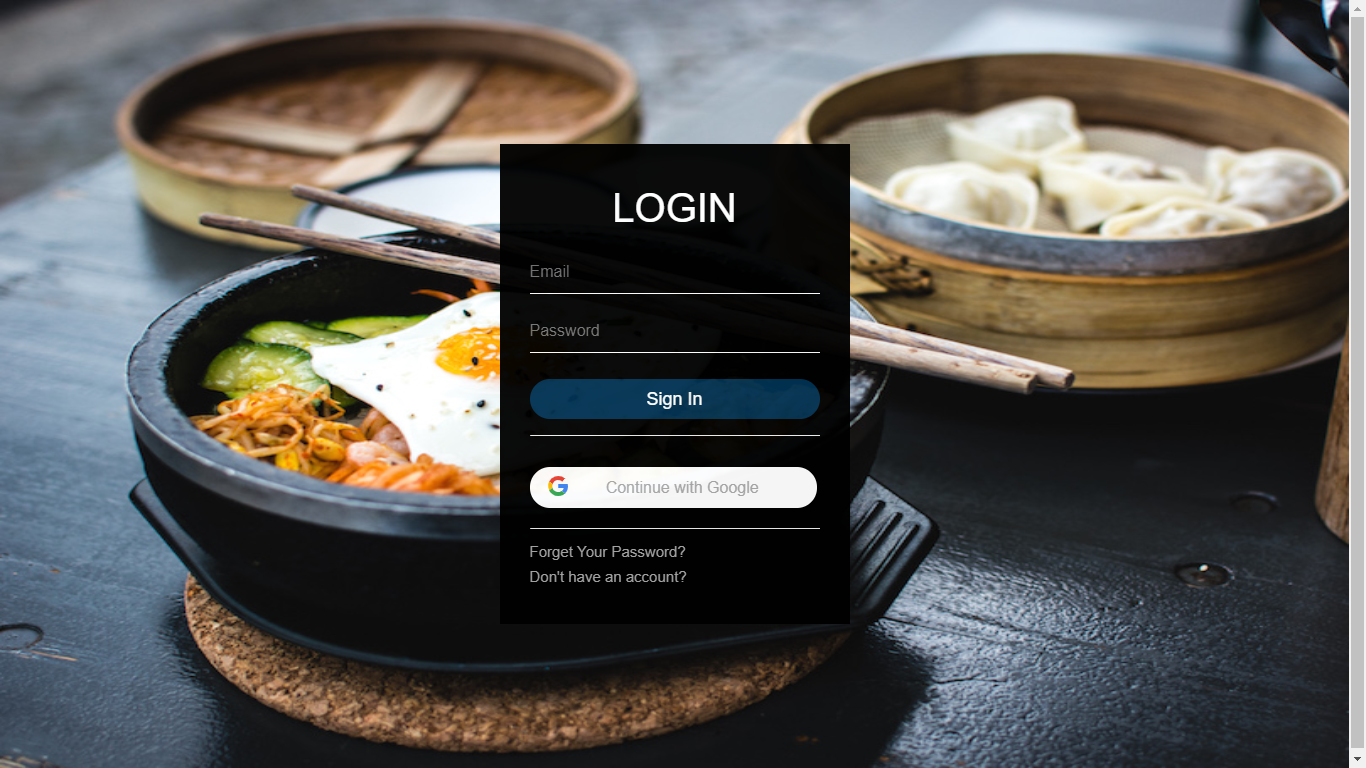 LOGIN
Email
Password
Sign In
Continue with Google
Forget Your Password?
Don't have an account?